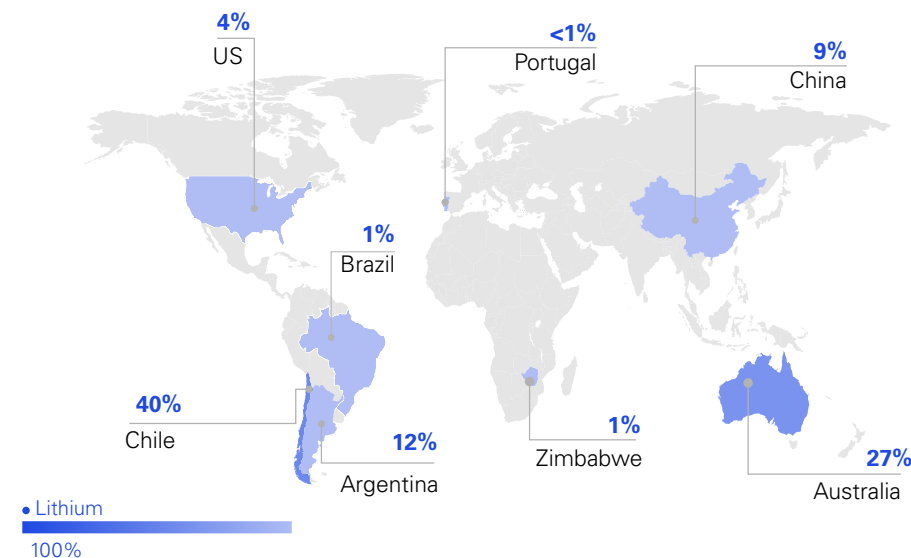 4%
US
<1%
Portugal
9%
China
1%
Brazil
40%
Chile
12%
Argentina
1%
Zimbabwe
27%
Australia
Lithium
100%